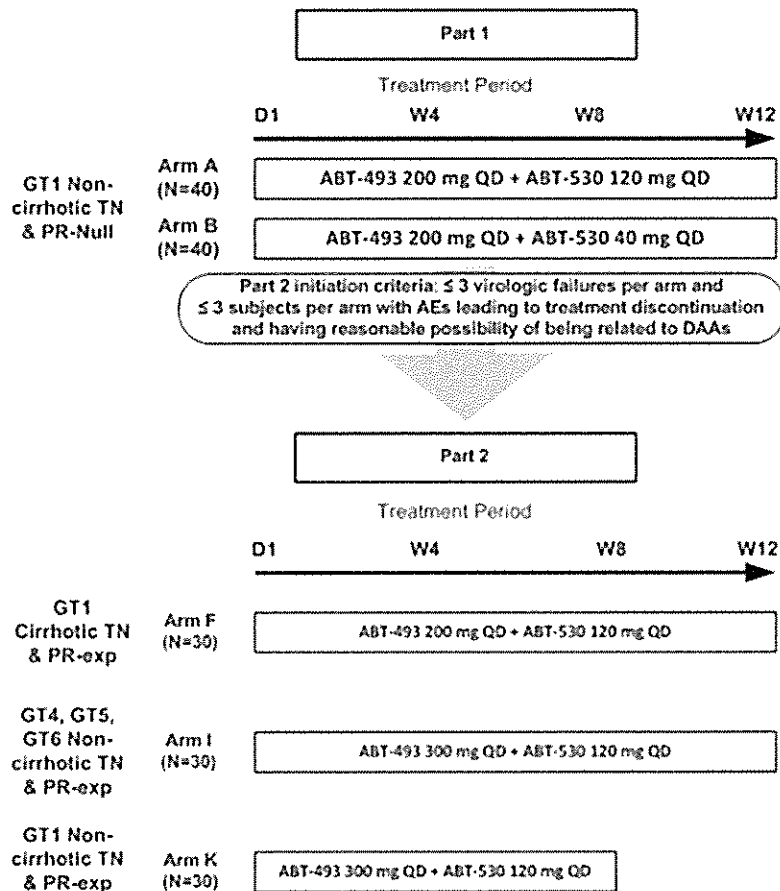 Part 1
Treatment Period
D1 W4 W8 W12
GT1 Non-
cirrhotic TN
& PR-Null
Arm A
(N=40)
ABT-493 200 mg QD + ABT-530 120 mg QD
Arm B
(N=40)
ABT-493 200 mg QD + ABT-530 40 mg QD
Part 2 initiation criteria: ≤ 3 virologic failures per arm and
≤ 3 subjects per arm with AEs leading to treatment discontinuation
and having reasonable possibility of being related to DAAs
Part 2
Treatment Period
D1 W4 W8 W12
GT1
Cirrhotic TN
& PR-exp
Arm F
(N=30)
ABT-493 200 mg QD + ABT-530 120 mg QD
GT4, GT5,
GT6 Non-
cirrhotic TN
& PR-exp
Arm I
(N=30)
ABT-493 300 mg QD + ABT-530 120 mg QD
GT1 Non-
cirrhotic TN
& PR-exp
Arm K
(N=30)
ABT-493 300 mg QD + ABT-530 120 mg QD